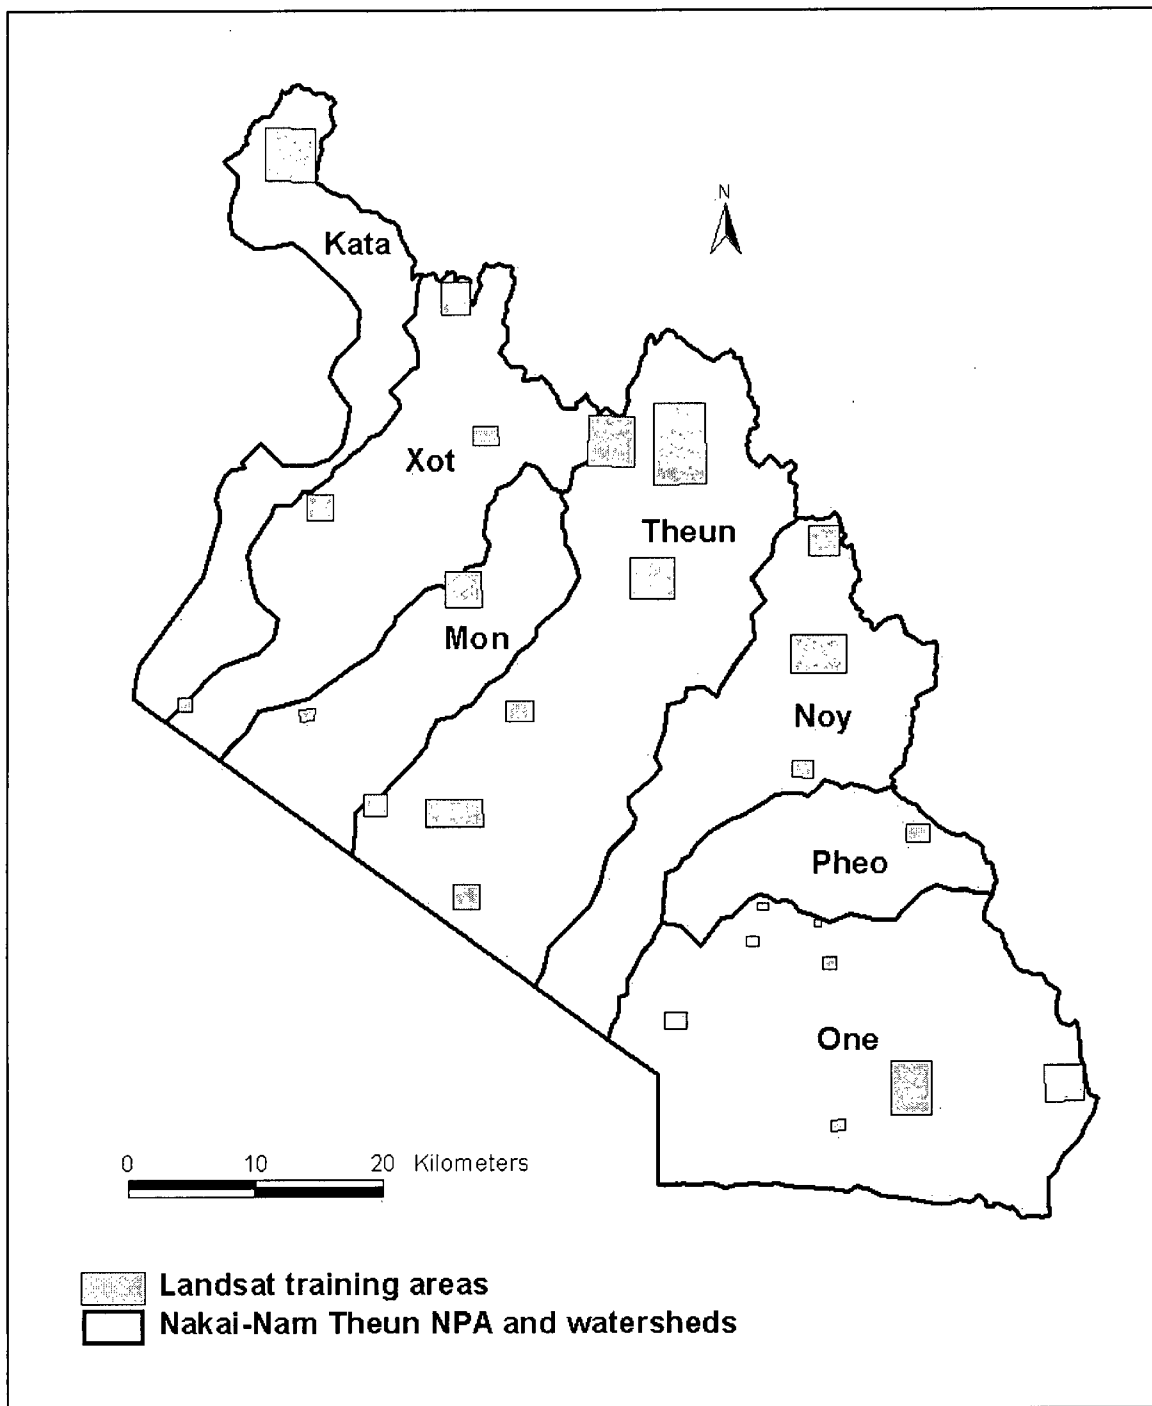 N
Kata
Xot
Theun
Mon
Noy
Pheo
One
0 10 20 Kilometers
Landsat training areas
Nakai-Nam Theun NPA and watersheds